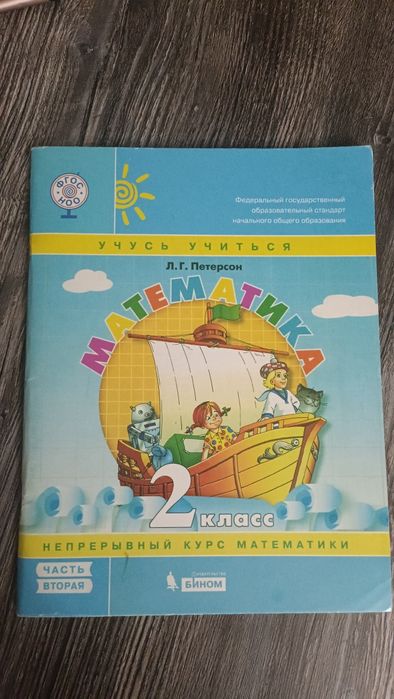 ФГОС
НОО
Федеральный государственный
образовательный стандарт
начального общего образования
УЧУСЬ УЧИТЬСЯ
Л.Г. Петерсон
МАТЕМАТИКА
2 класс
НЕПРЕРЫВНЫЙ КУРС МАТЕМАТИКИ
ЧАСТЬ
ВТОРАЯ
Издательство
БИНОМ